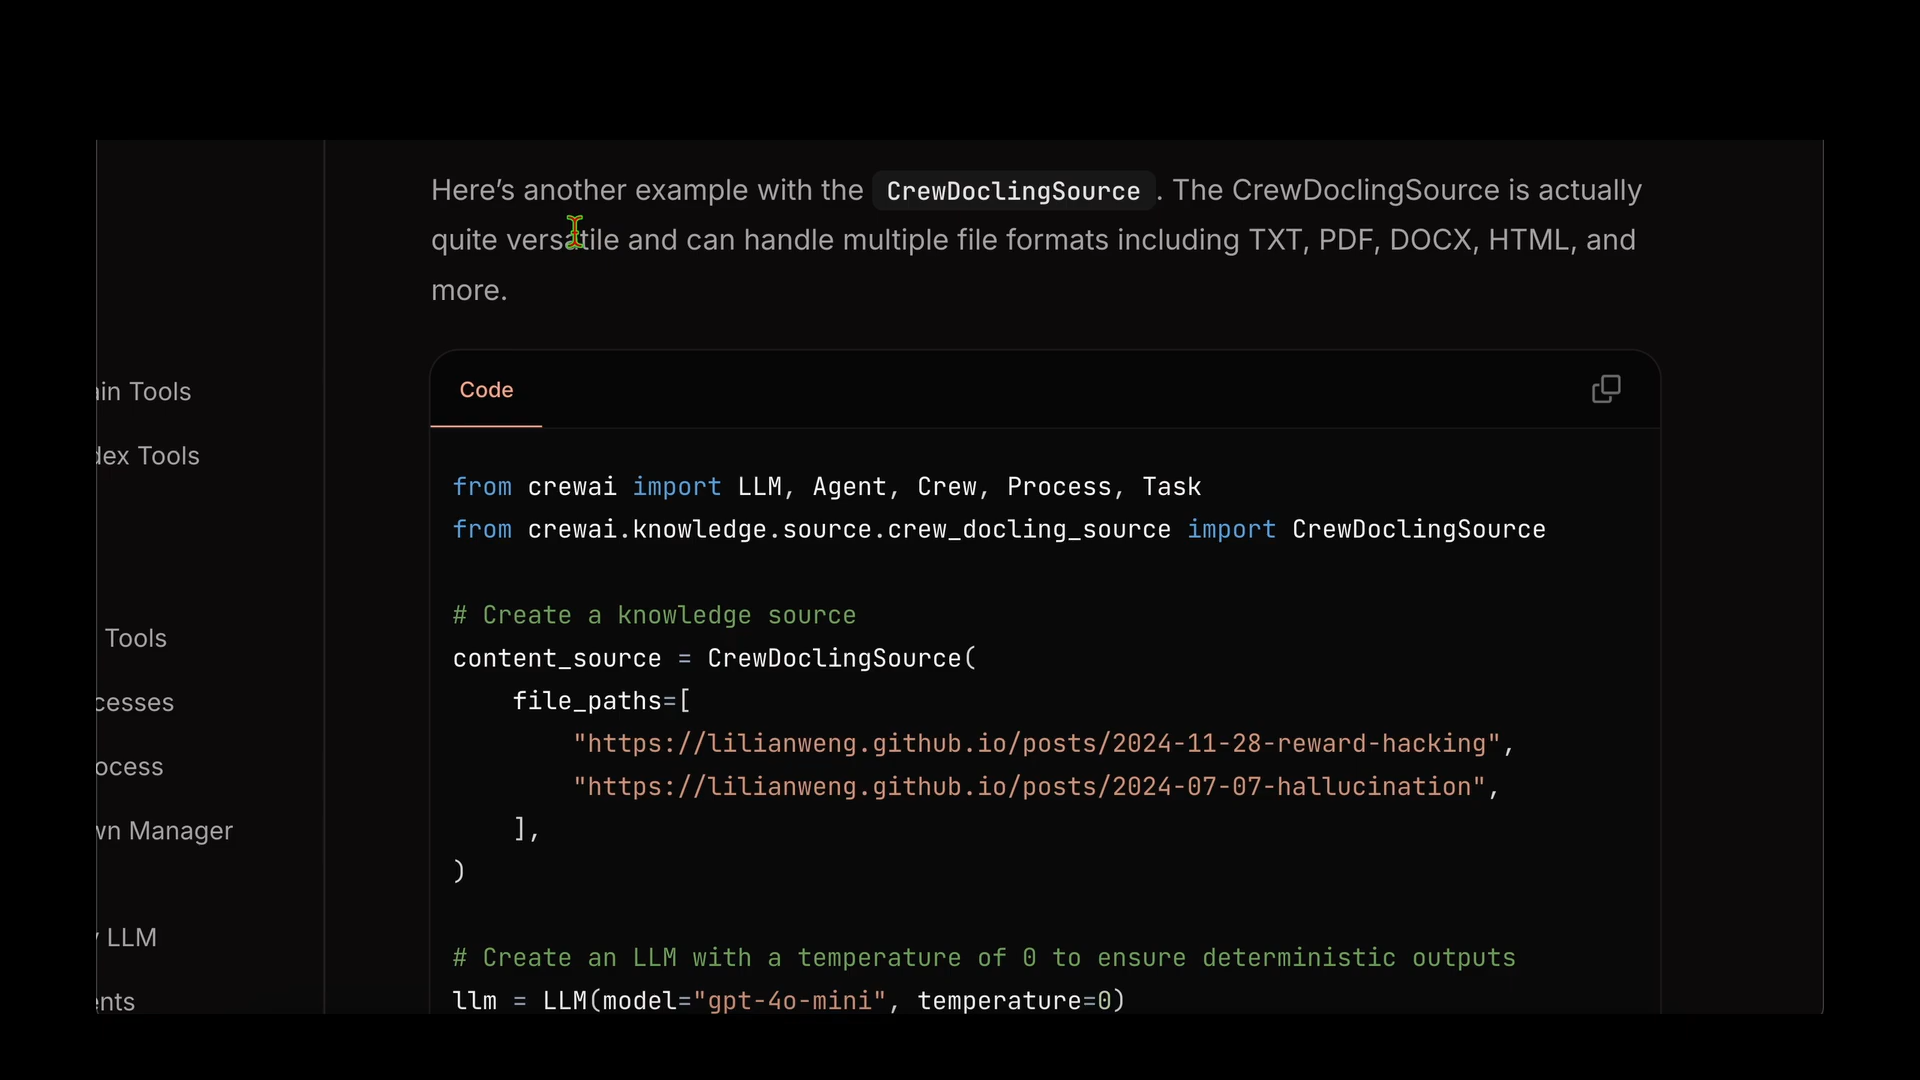 Here's another example with the CrewDoclingSource. The CrewDoclingSource is actually
quite versatile and can handle multiple file formats including TXT, PDF, DOCX, HTML, and
more.
ain Tools
dex Tools
Tools
cesses
ocess
wn Manager
LLM
ents
Code
from crewai import LLM, Agent, Crew, Process, Task
from crewai.knowledge.source.crew_docling_source import CrewDoclingSource
# Create a knowledge source
content_source = CrewDoclingSource(
    file_paths=[
        "https://lilianweng.github.io/posts/2024-11-28-reward-hacking",
        "https://lilianweng.github.io/posts/2024-07-07-hallucination",
    ],
)
# Create an LLM with a temperature of 0 to ensure deterministic outputs
llm = LLM(model="gpt-4o-mini", temperature=0)